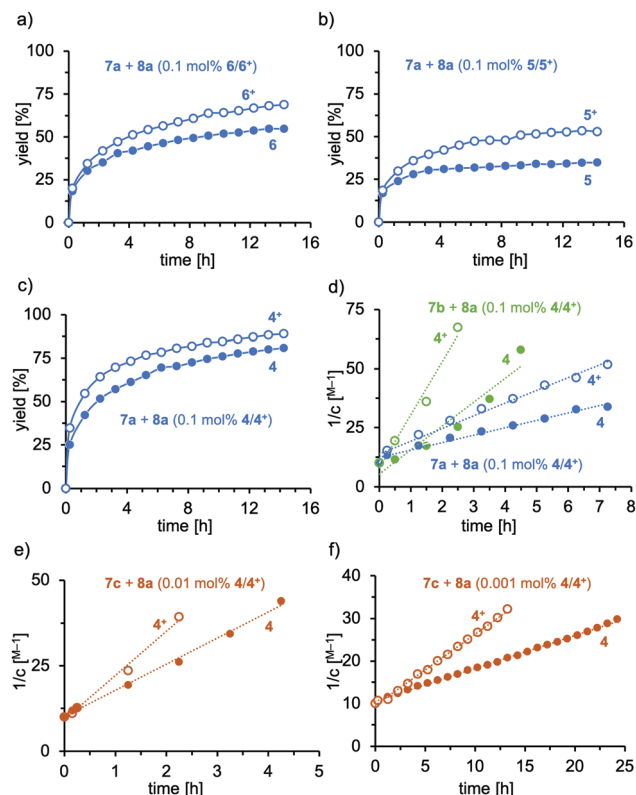 a)
7a + 8a (0.1 mol% 6/6⁺)
6⁺
6
yield [%]
100
75
50
25
0
0 4 8 12 16
time [h]
b)
7a + 8a (0.1 mol% 5/5⁺)
5⁺
5
yield [%]
100
75
50
25
0
0 4 8 12 16
time [h]
c)
4⁺
4
7a + 8a (0.1 mol% 4/4⁺)
yield [%]
100
75
50
25
0
0 4 8 12 16
time [h]
d)
7b + 8a (0.1 mol% 4/4⁺)
4⁺
4
4⁺
4
7a + 8a (0.1 mol% 4/4⁺)
1/c [M⁻¹]
75
50
25
0
0 1 2 3 4 5 6 7 8
time [h]
e)
7c + 8a (0.01 mol% 4/4⁺)
4⁺
4
1/c [M⁻¹]
50
25
0
0 1 2 3 4 5
time [h]
f)
7c + 8a (0.001 mol% 4/4⁺)
4⁺
4
1/c [M⁻¹]
40
30
20
10
0
0 5 10 15 20 25
time [h]